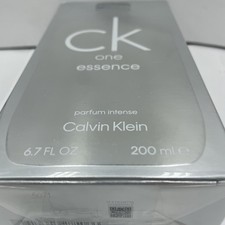 ck
one
essence
parfum intense
Calvin Klein
6.7 FL OZ 200 ml e